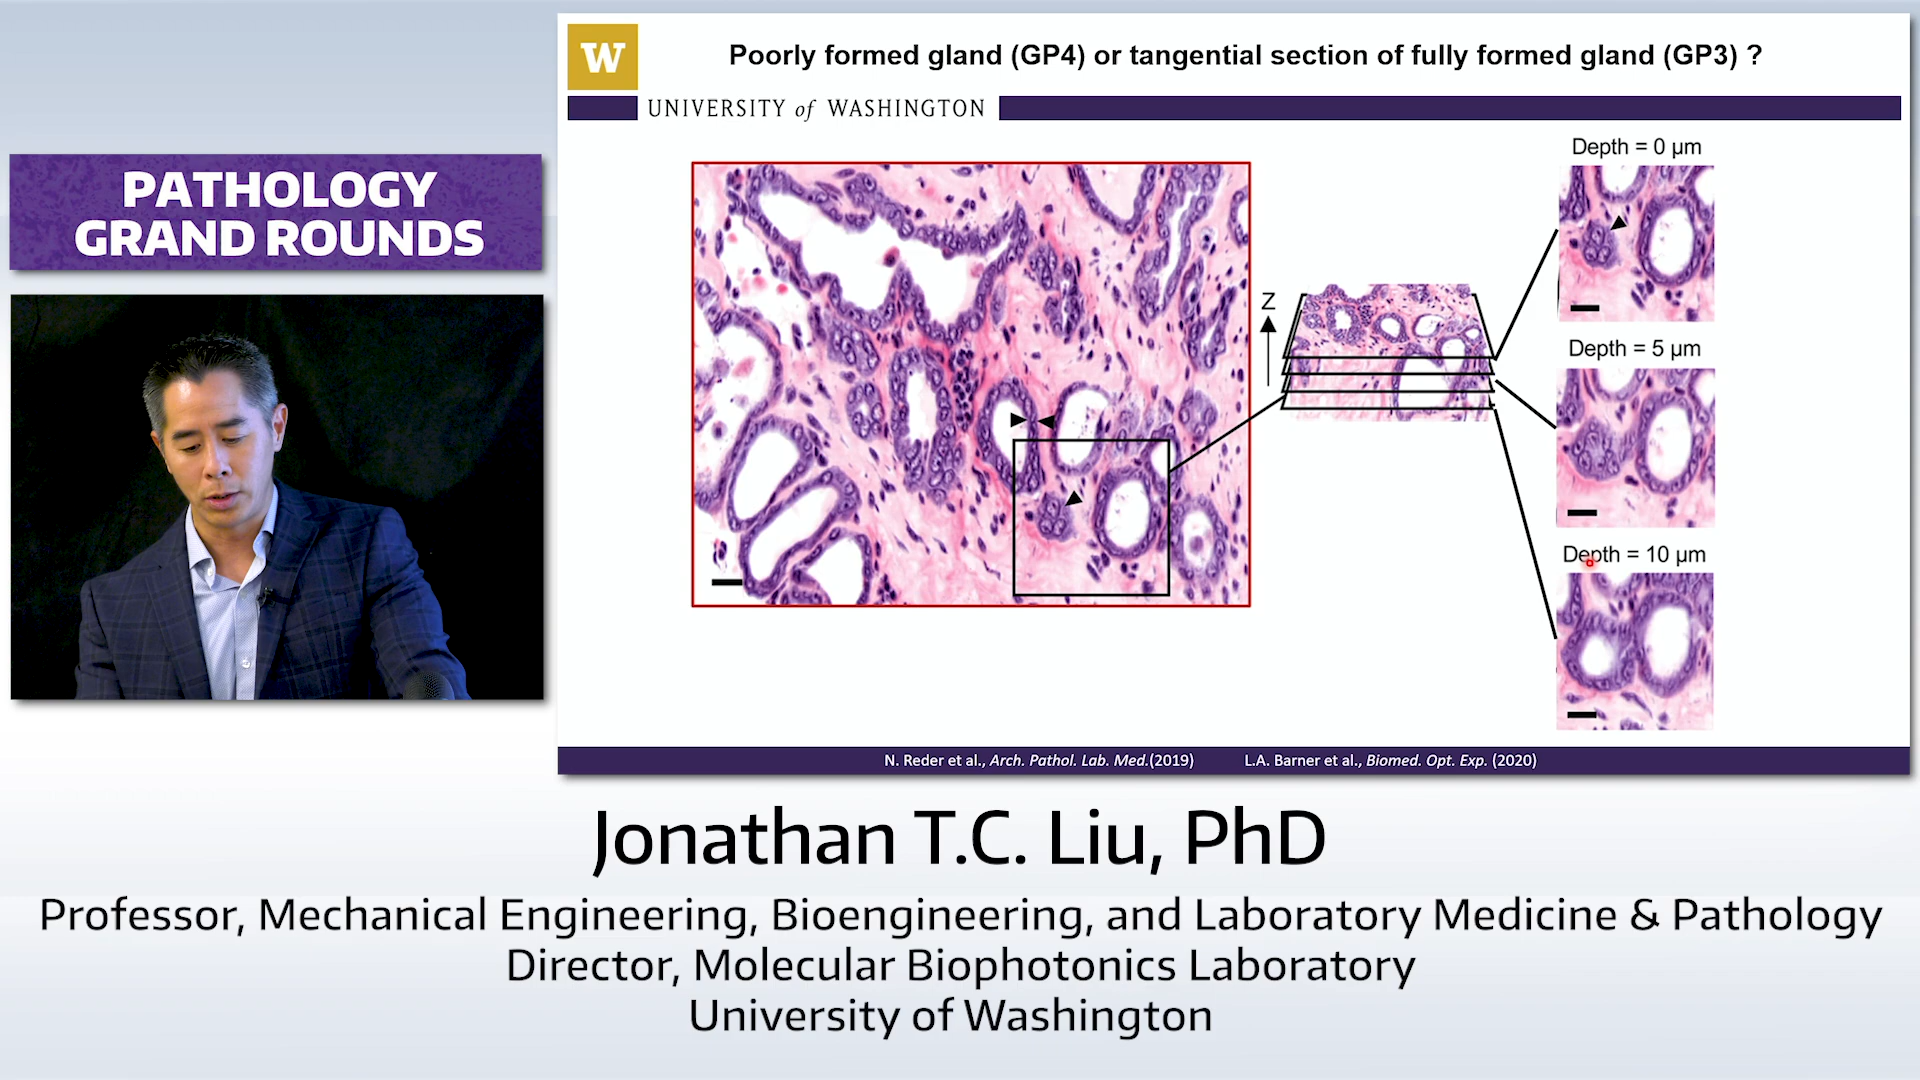 PATHOLOGY
GRAND ROUNDS
W
Poorly formed gland (GP4) or tangential section of fully formed gland (GP3) ?
UNIVERSITY of WASHINGTON
Z
Depth = 0 µm
Depth = 5 µm
Depth = 10 µm
N. Reder et al., Arch. Pathol. Lab. Med.(2019)
L.A. Barner et al., Biomed. Opt. Exp. (2020)
Jonathan T.C. Liu, PhD
Professor, Mechanical Engineering, Bioengineering, and Laboratory Medicine & Pathology
Director, Molecular Biophotonics Laboratory
University of Washington